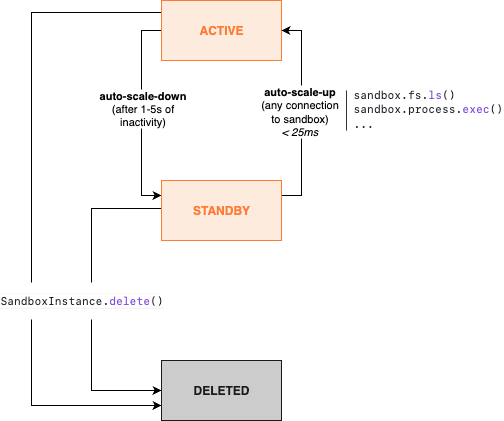 ACTIVE
auto-scale-down
(after 1-5s of
inactivity)
auto-scale-up
(any connection
to sandbox)
< 25ms
sandbox.fs.ls()
sandbox.process.exec()
...
STANDBY
SandboxInstance.delete()
DELETED